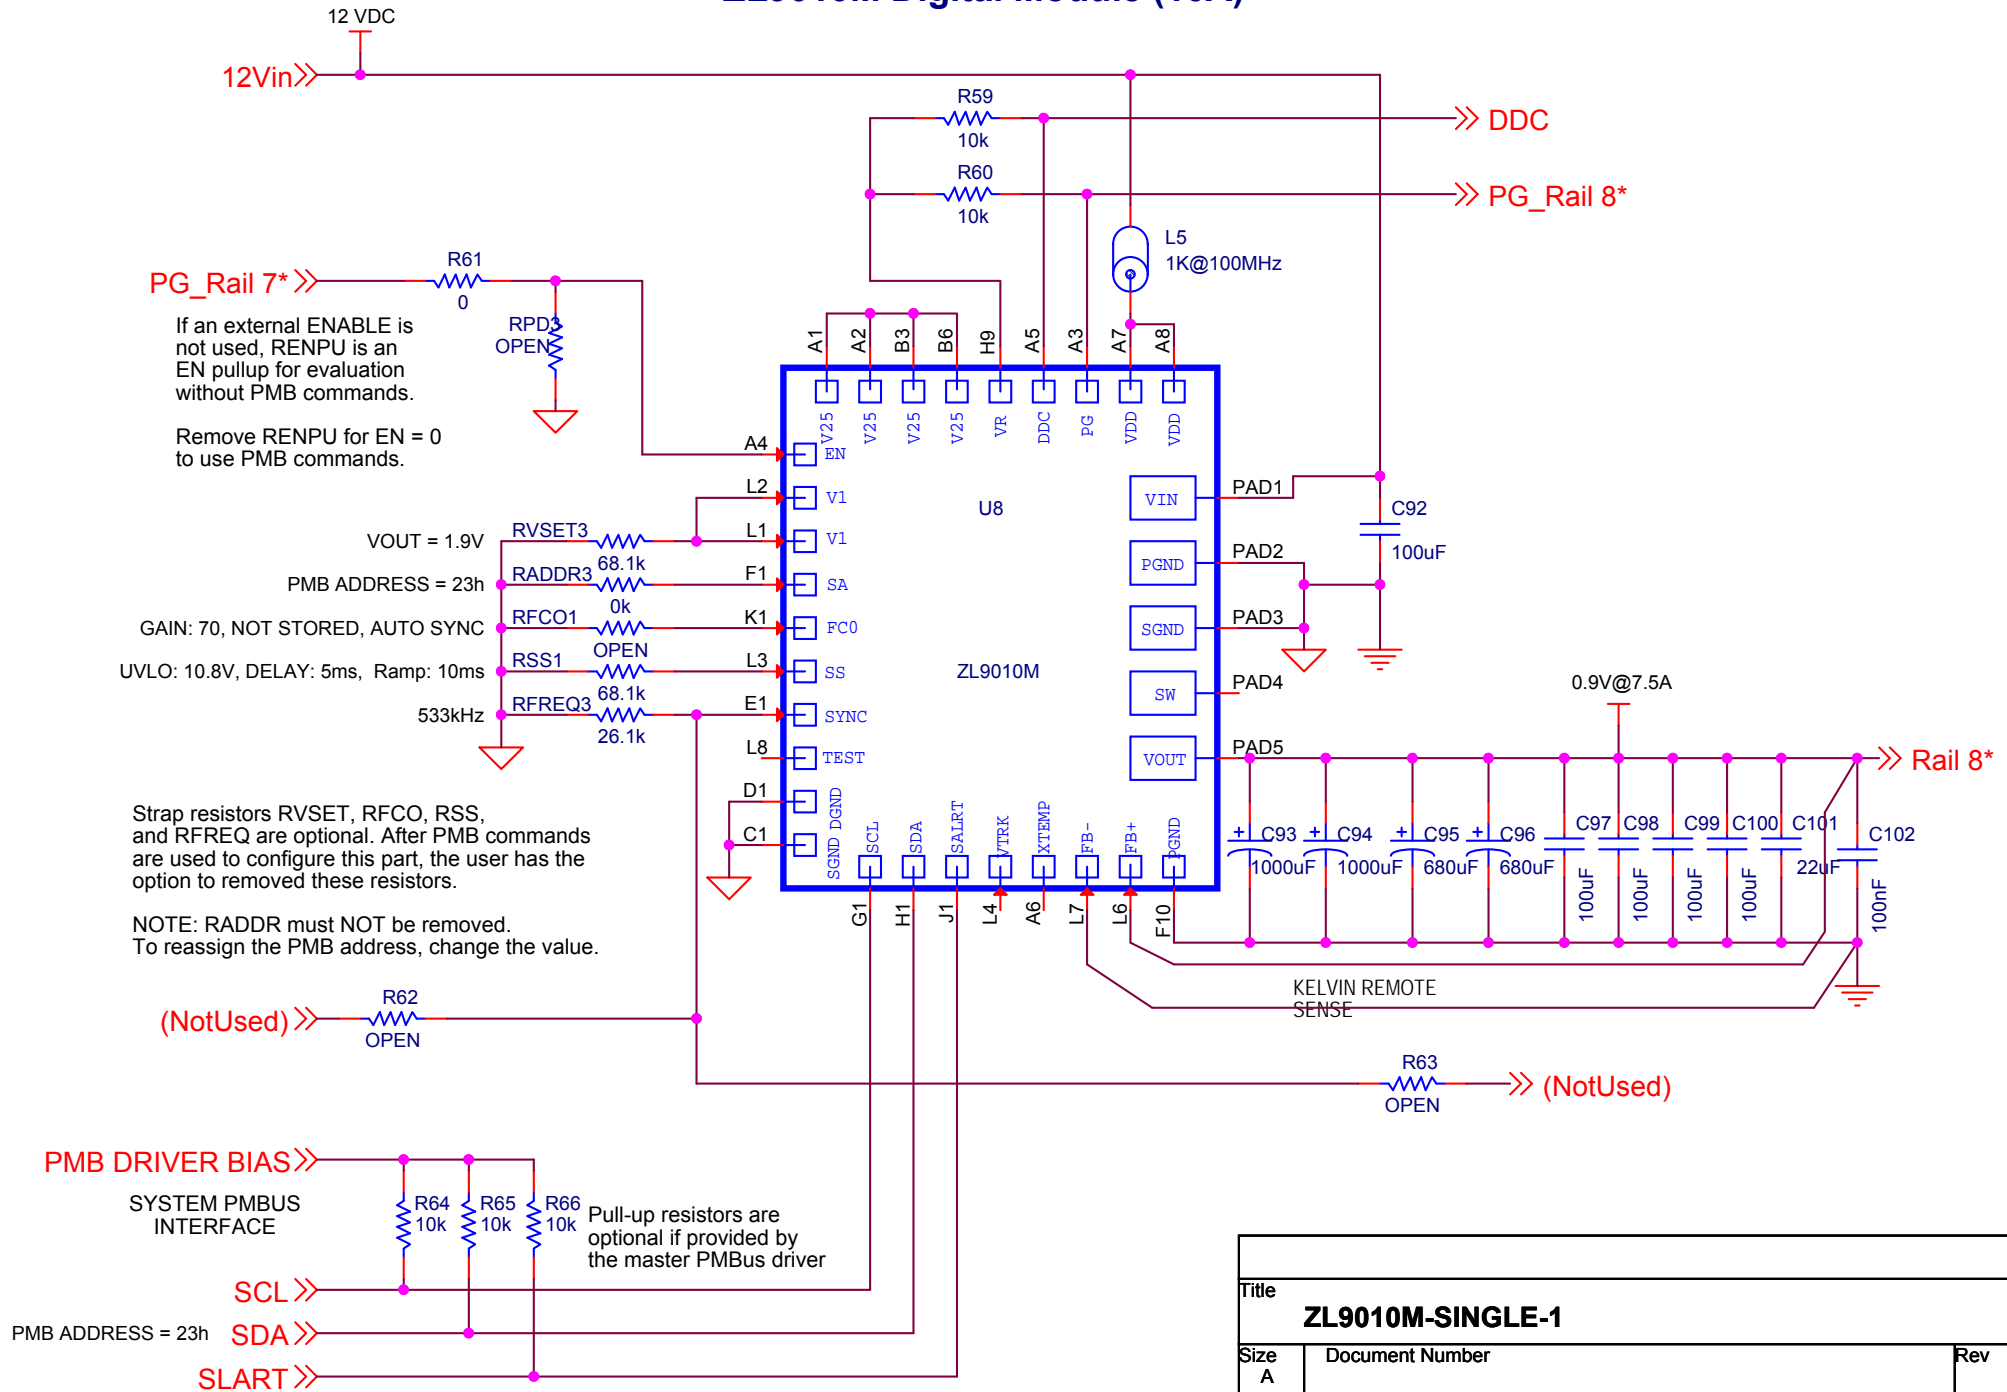 12 VDC
12Vin
R59
10k
DDC
R60
10k
PG_Rail 8*
L5
1K@100MHz
PG_Rail 7*
R61
0
RPD3
OPEN
If an external ENABLE is
not used, RENPU is an
EN pullup for evaluation
without PMB commands.
Remove RENPU for EN = 0
to use PMB commands.
A1
A2
B3
B6
H9
A5
A3
A7
A8
V25
V25
V25
V25
VR
DDC
PG
VDD
VDD
A4
EN
L2
V1
L1
V1
F1
SA
K1
FC0
L3
SS
E1
SYNC
L8
TEST
D1
DGND
C1
SGND
U8
ZL9010M
VIN
PAD1
PGND
PAD2
SGND
PAD3
SW
PAD4
VOUT
PAD5
C92
100uF
VOUT = 1.9V
RVSET3
68.1k
PMB ADDRESS = 23h
RADDR3
0k
GAIN: 70, NOT STORED, AUTO SYNC
RFCO1
OPEN
UVLO: 10.8V, DELAY: 5ms, Ramp: 10ms
RSS1
68.1k
533kHz
RFREQ3
26.1k
0.9V@7.5A
Rail 8*
SCL
SDA
SALRT
VTRK
XTEMP
FB-
FB+
PGND
G1
H1
J1
L4
A6
L7
L6
F10
C93
1000uF
C94
1000uF
C95
680uF
C96
680uF
C97
100uF
C98
100uF
C99
100uF
C100
100uF
C101
22uF
C102
100nF
Strap resistors RVSET, RFCO, RSS,
and RFREQ are optional. After PMB commands
are used to configure this part, the user has the
option to removed these resistors.
NOTE: RADDR must NOT be removed.
To reassign the PMB address, change the value.
KELVIN REMOTE
SENSE
(NotUsed)
R62
OPEN
R63
OPEN
(NotUsed)
PMB DRIVER BIAS
SYSTEM PMBUS
INTERFACE
R64
10k
R65
10k
R66
10k
Pull-up resistors are
optional if provided by
the master PMBus driver
SCL
PMB ADDRESS = 23h
SDA
SLART
Title
ZL9010M-SINGLE-1
Size
A
Document Number
Rev